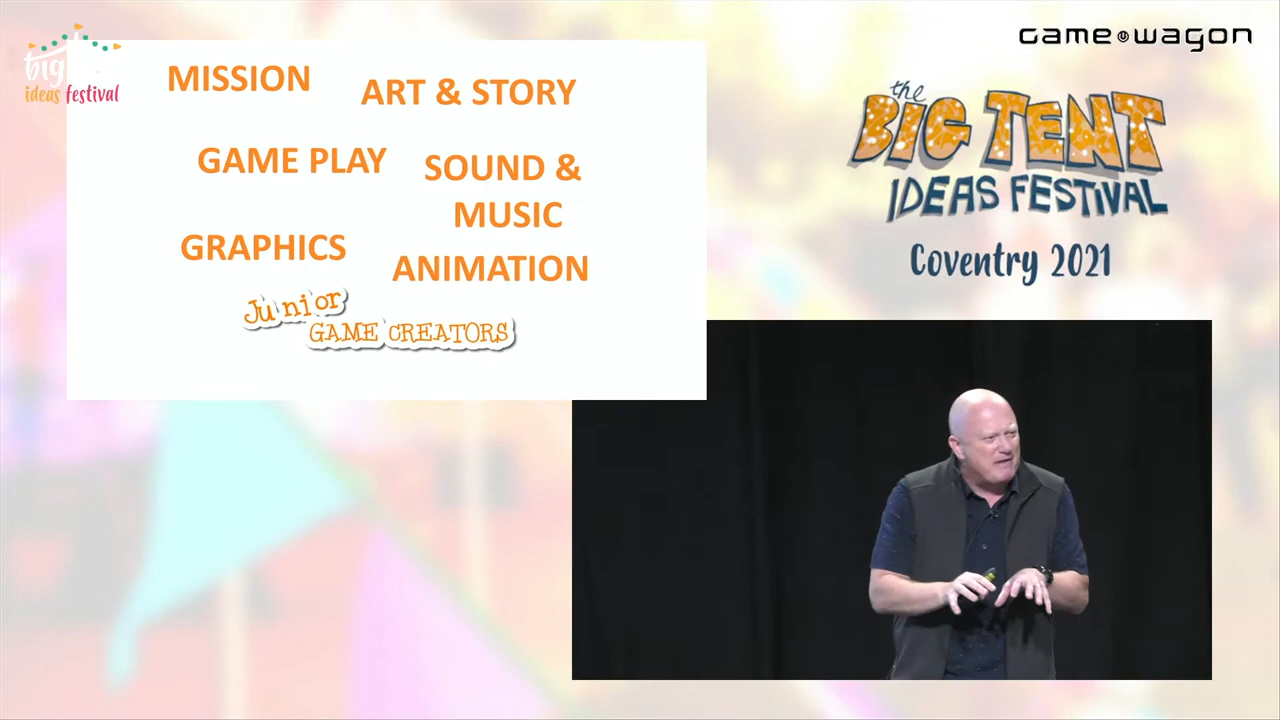 big
ideas festival
MISSION
ART & STORY
GAME PLAY
SOUND &
MUSIC
GRAPHICS
ANIMATION
Junior
GAME CREATORS
game wagon
the
BIG TENT
IDEAS FESTIVAL
Coventry 2021